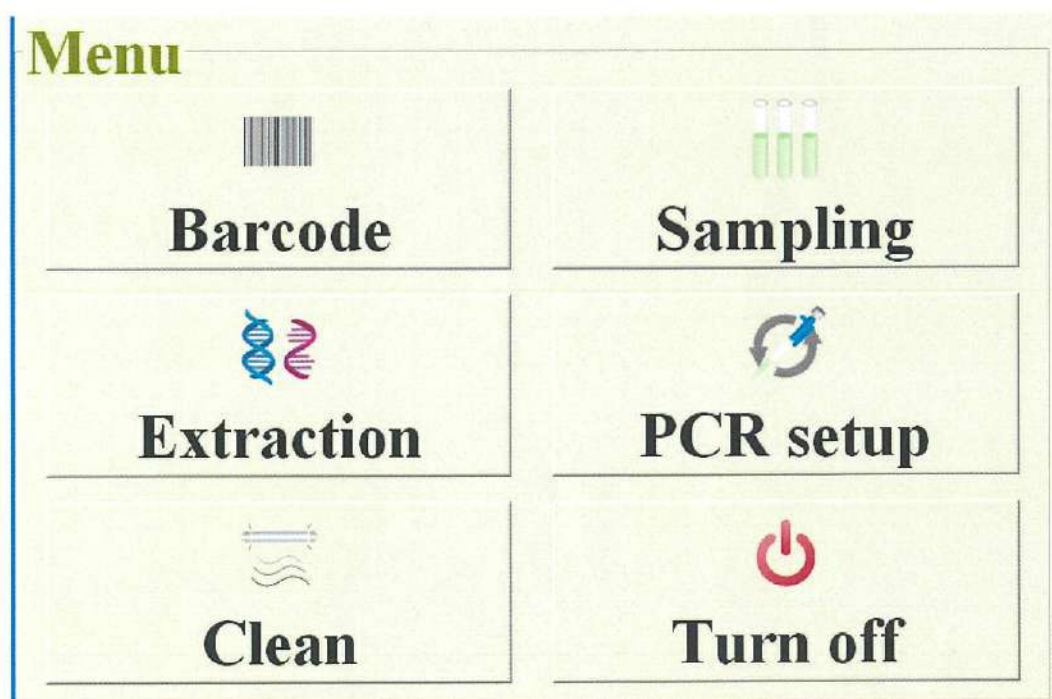 Menu
Barcode
Sampling
Extraction
PCR setup
Clean
Turn off